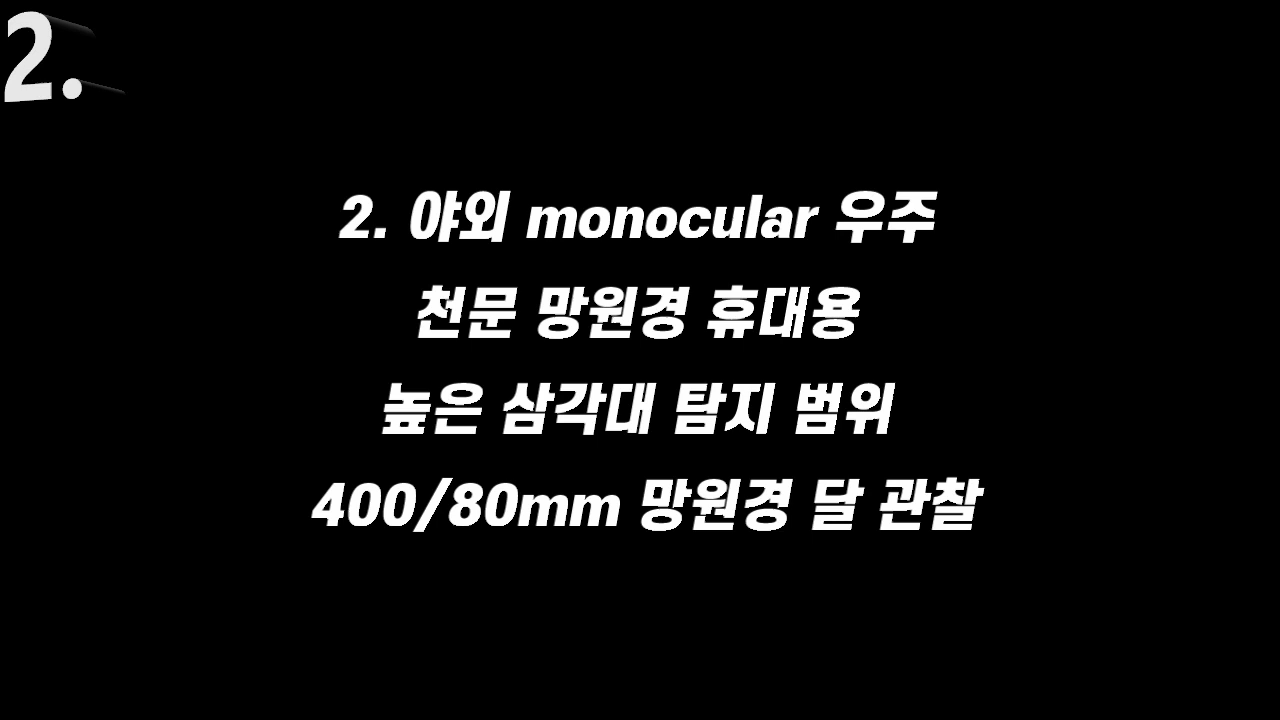 2.
2. 야외 monocular 우주
천문 망원경 휴대용
높은 삼각대 탐지 범위
400/80mm 망원경 달 관찰